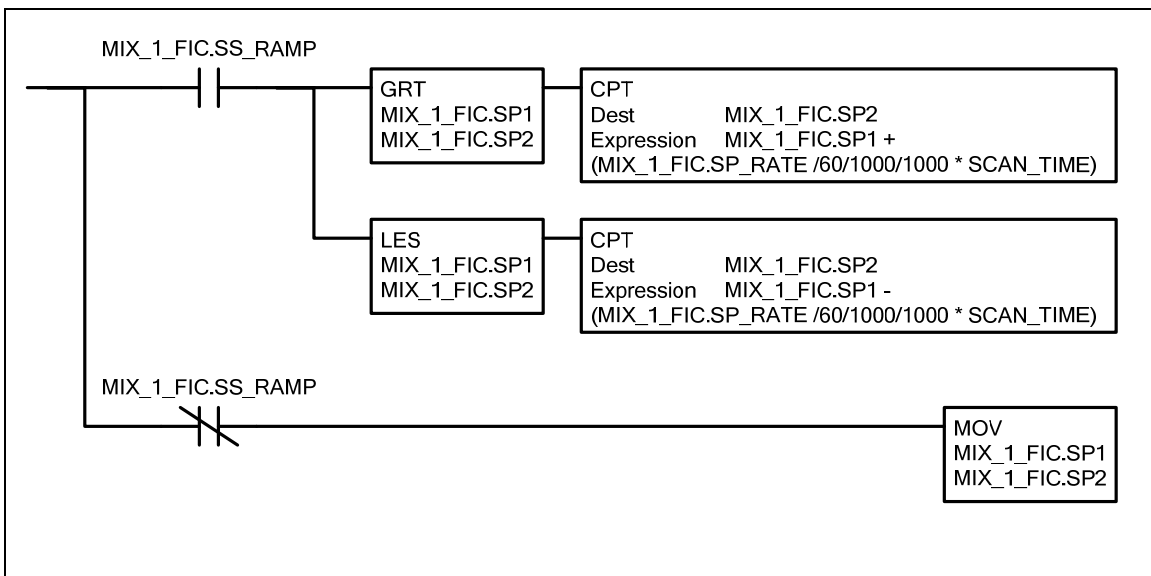 MIX_1_FIC.SS_RAMP
GRT
MIX_1_FIC.SP1
MIX_1_FIC.SP2
CPT
Dest MIX_1_FIC.SP2
Expression MIX_1_FIC.SP1 +
(MIX_1_FIC.SP_RATE /60/1000/1000 * SCAN_TIME)
LES
MIX_1_FIC.SP1
MIX_1_FIC.SP2
CPT
Dest MIX_1_FIC.SP2
Expression MIX_1_FIC.SP1 -
(MIX_1_FIC.SP_RATE /60/1000/1000 * SCAN_TIME)
MIX_1_FIC.SS_RAMP
MOV
MIX_1_FIC.SP1
MIX_1_FIC.SP2